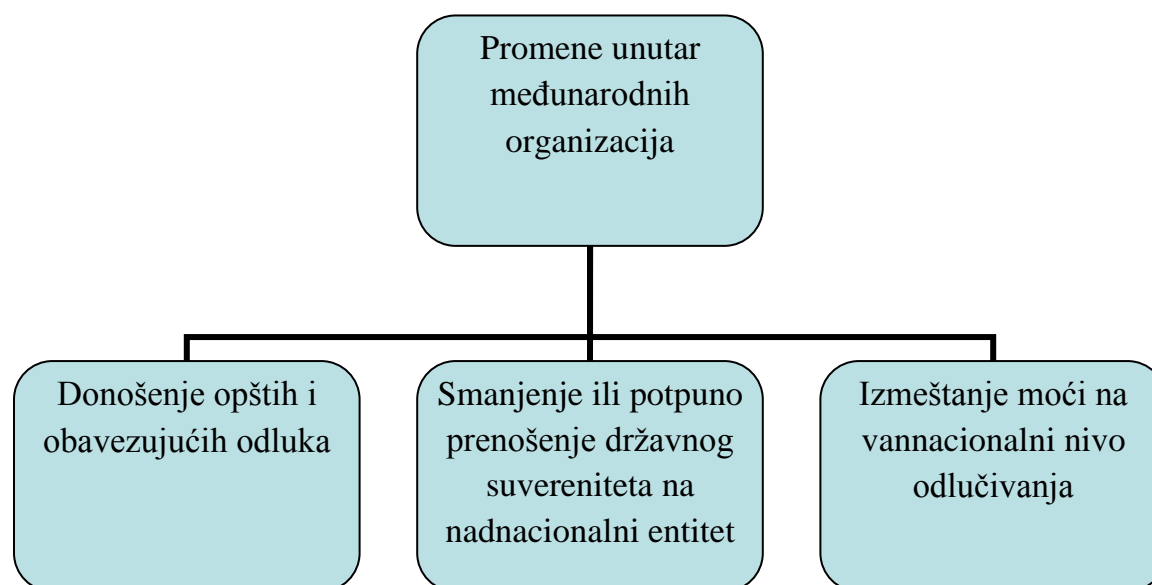 Promene unutar
međunarodnih
organizacija
Donošenje opštih i
obavezujućih odluka
Smanjenje ili potpuno
prenošenje državnog
suvereniteta na
nadnacionalni entitet
Izmeštanje moći na
vannacionalni nivo
odlučivanja